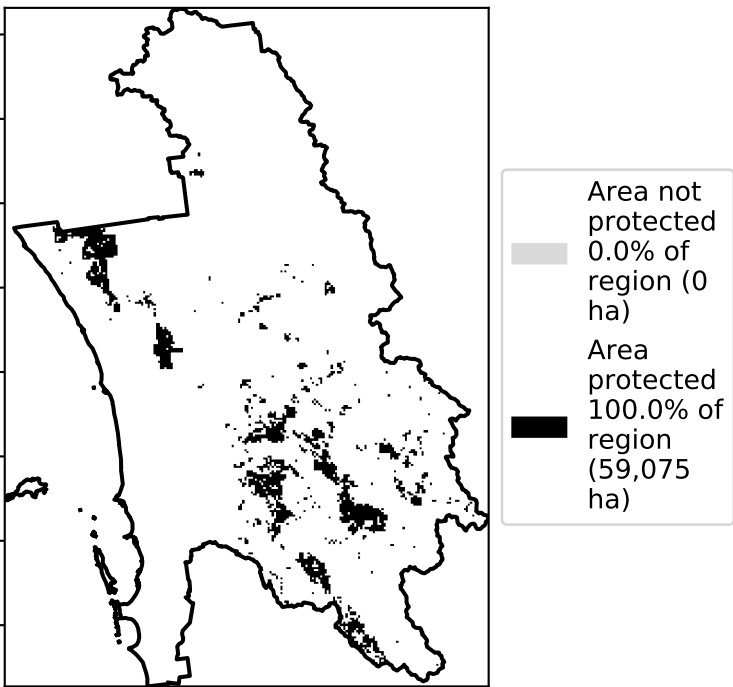 Area not
protected
0.0% of
region (0
ha)
Area
protected
100.0% of
region
(59,075
ha)